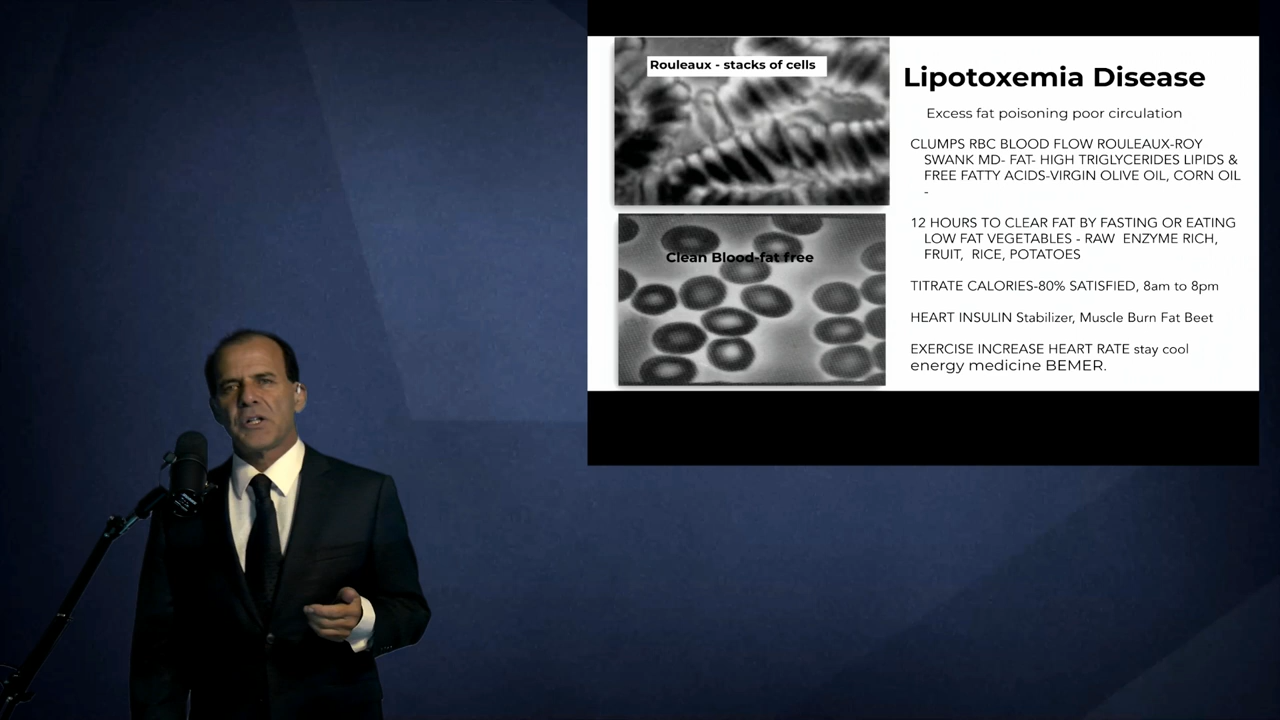 Rouleaux - stacks of cells
Clean Blood-fat free
Lipotoxemia Disease
Excess fat poisoning poor circulation
CLUMPS RBC BLOOD FLOW ROULEAUX-ROY
SWANK MD- FAT- HIGH TRIGLYCERIDES LIPIDS &
FREE FATTY ACIDS-VIRGIN OLIVE OIL, CORN OIL
-
12 HOURS TO CLEAR FAT BY FASTING OR EATING
LOW FAT VEGETABLES - RAW ENZYME RICH,
FRUIT, RICE, POTATOES
TITRATE CALORIES-80% SATISFIED, 8am to 8pm
HEART INSULIN Stabilizer, Muscle Burn Fat Beet
EXERCISE INCREASE HEART RATE stay cool
energy medicine BEMER.